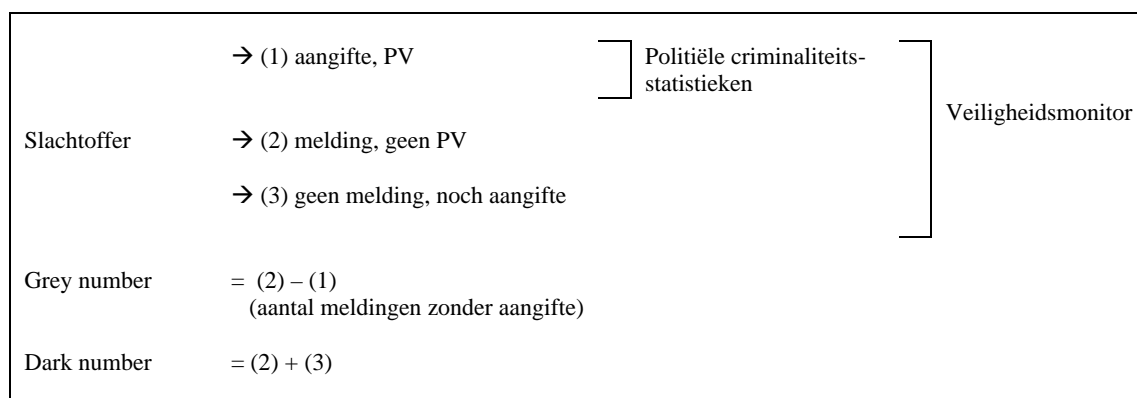 → (1) aangifte, PV
Politiële criminaliteits-
statistieken
Veiligheidsmonitor
Slachtoffer → (2) melding, geen PV
→ (3) geen melding, noch aangifte
Grey number = (2) – (1)
(aantal meldingen zonder aangifte)
Dark number = (2) + (3)